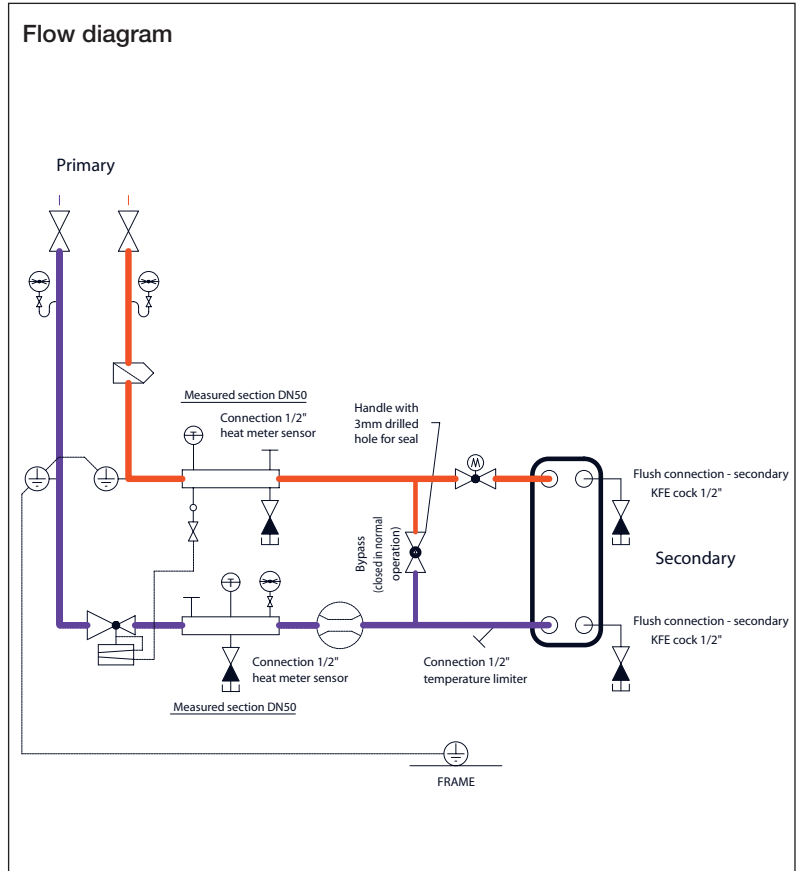 Flow diagram
Primary
Measured section DN50
Connection 1/2"
heat meter sensor
Handle with
3mm drilled
hole for seal
T
M
Flush connection - secondary
KFE cock 1/2"
Bypass
(closed in normal
operation)
Secondary
T
Flush connection - secondary
KFE cock 1/2"
Connection 1/2"
heat meter sensor
Connection 1/2"
temperature limiter
Measured section DN50
FRAME